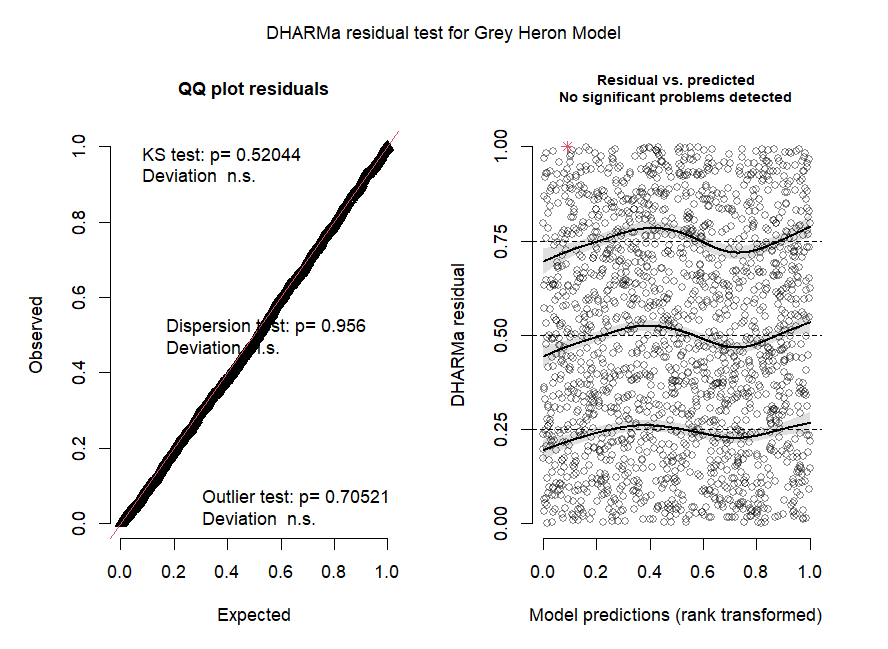 DHARMa residual test for Grey Heron Model
QQ plot residuals
KS test: p= 0.52044
Deviation n.s.
Dispersion test: p= 0.956
Deviation n.s.
Outlier test: p= 0.70521
Deviation n.s.
Observed
0.0 0.2 0.4 0.6 0.8 1.0
0.0 0.2 0.4 0.6 0.8 1.0
Expected
Residual vs. predicted
No significant problems detected
DHARMa residual
0.00 0.25 0.50 0.75 1.00
0.0 0.2 0.4 0.6 0.8 1.0
Model predictions (rank transformed)